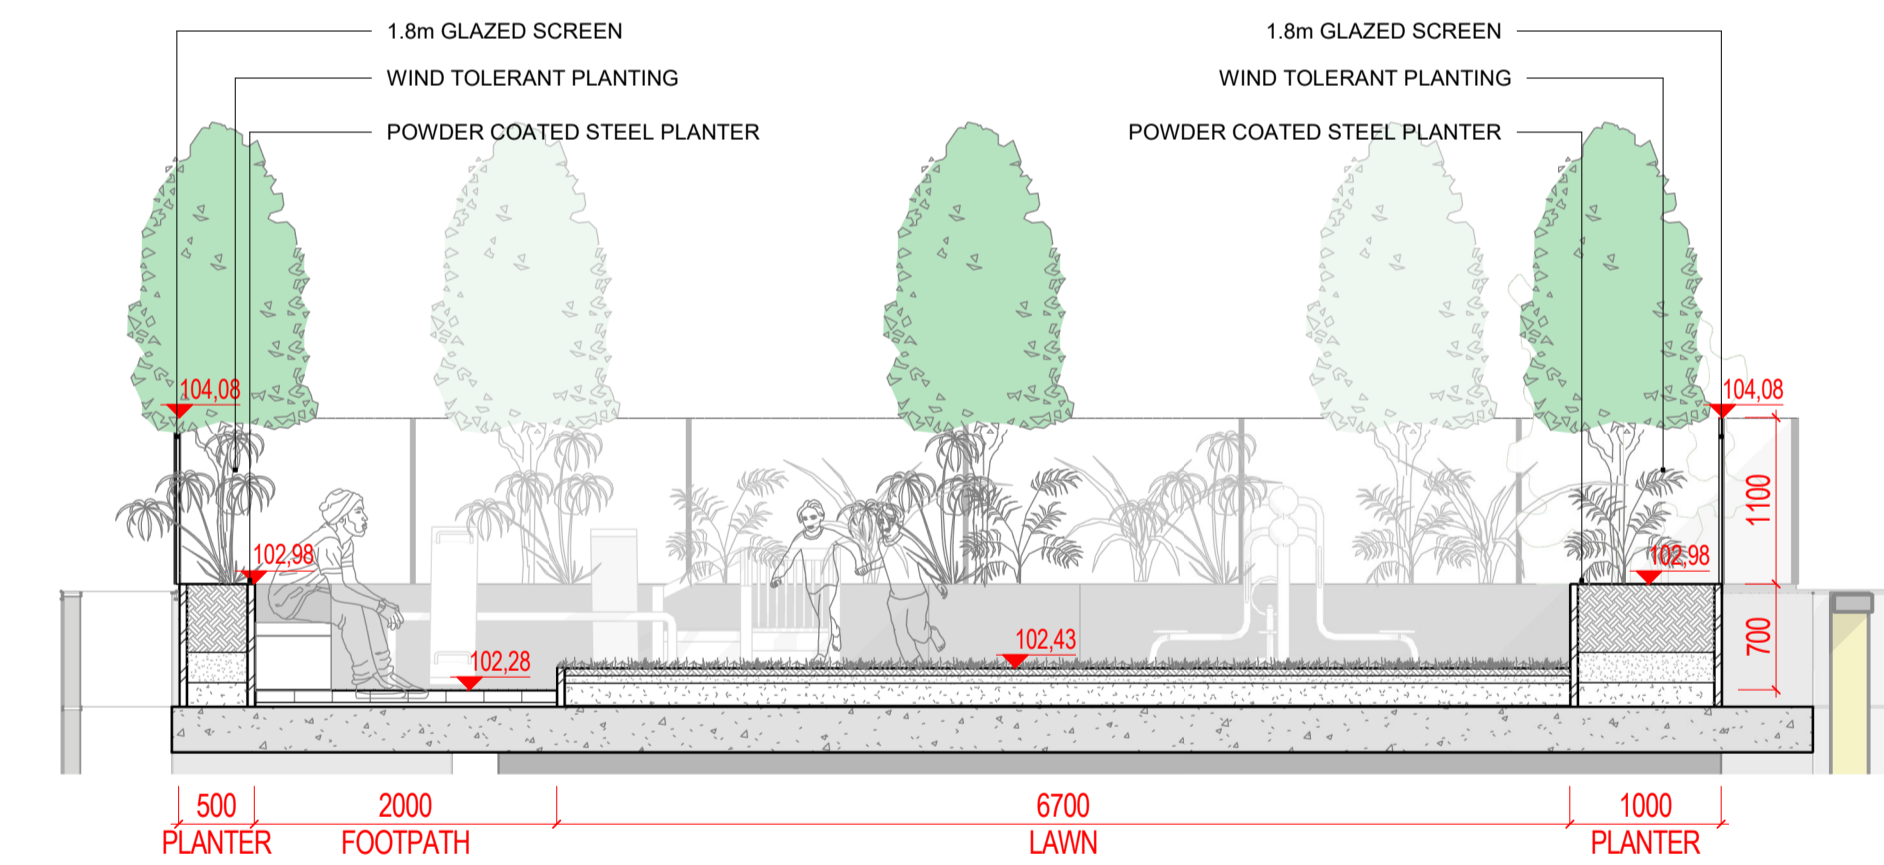 1.8m GLAZED SCREEN
1.8m GLAZED SCREEN
WIND TOLERANT PLANTING
WIND TOLERANT PLANTING
POWDER COATED STEEL PLANTER
POWDER COATED STEEL PLANTER
104,08
104,08
1100
102,98
102,98
102,43
700
102,28
500
2000
6700
1000
PLANTER
FOOTPATH
LAWN
PLANTER